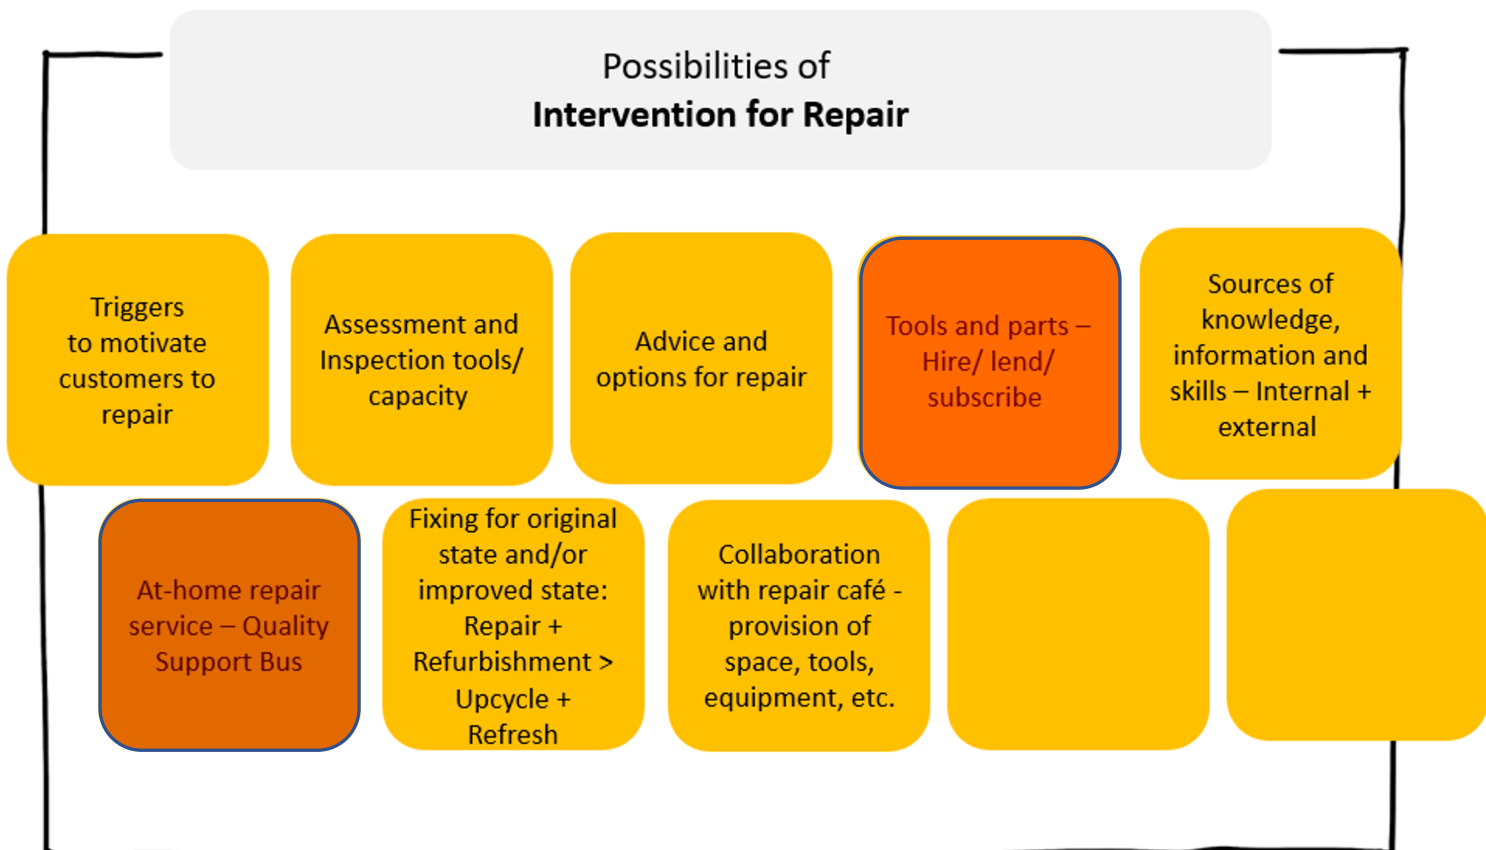 Possibilities of
Intervention for Repair
Triggers
to motivate
customers to
repair
Assessment and
Inspection tools/
capacity
Advice and
options for repair
Tools and parts –
Hire/ lend/
subscribe
Sources of
knowledge,
information and
skills – Internal +
external
At-home repair
service – Quality
Support Bus
Fixing for original
state and/or
improved state:
Repair +
Refurbishment >
Upcycle +
Refresh
Collaboration
with repair café -
provision of
space, tools,
equipment, etc.